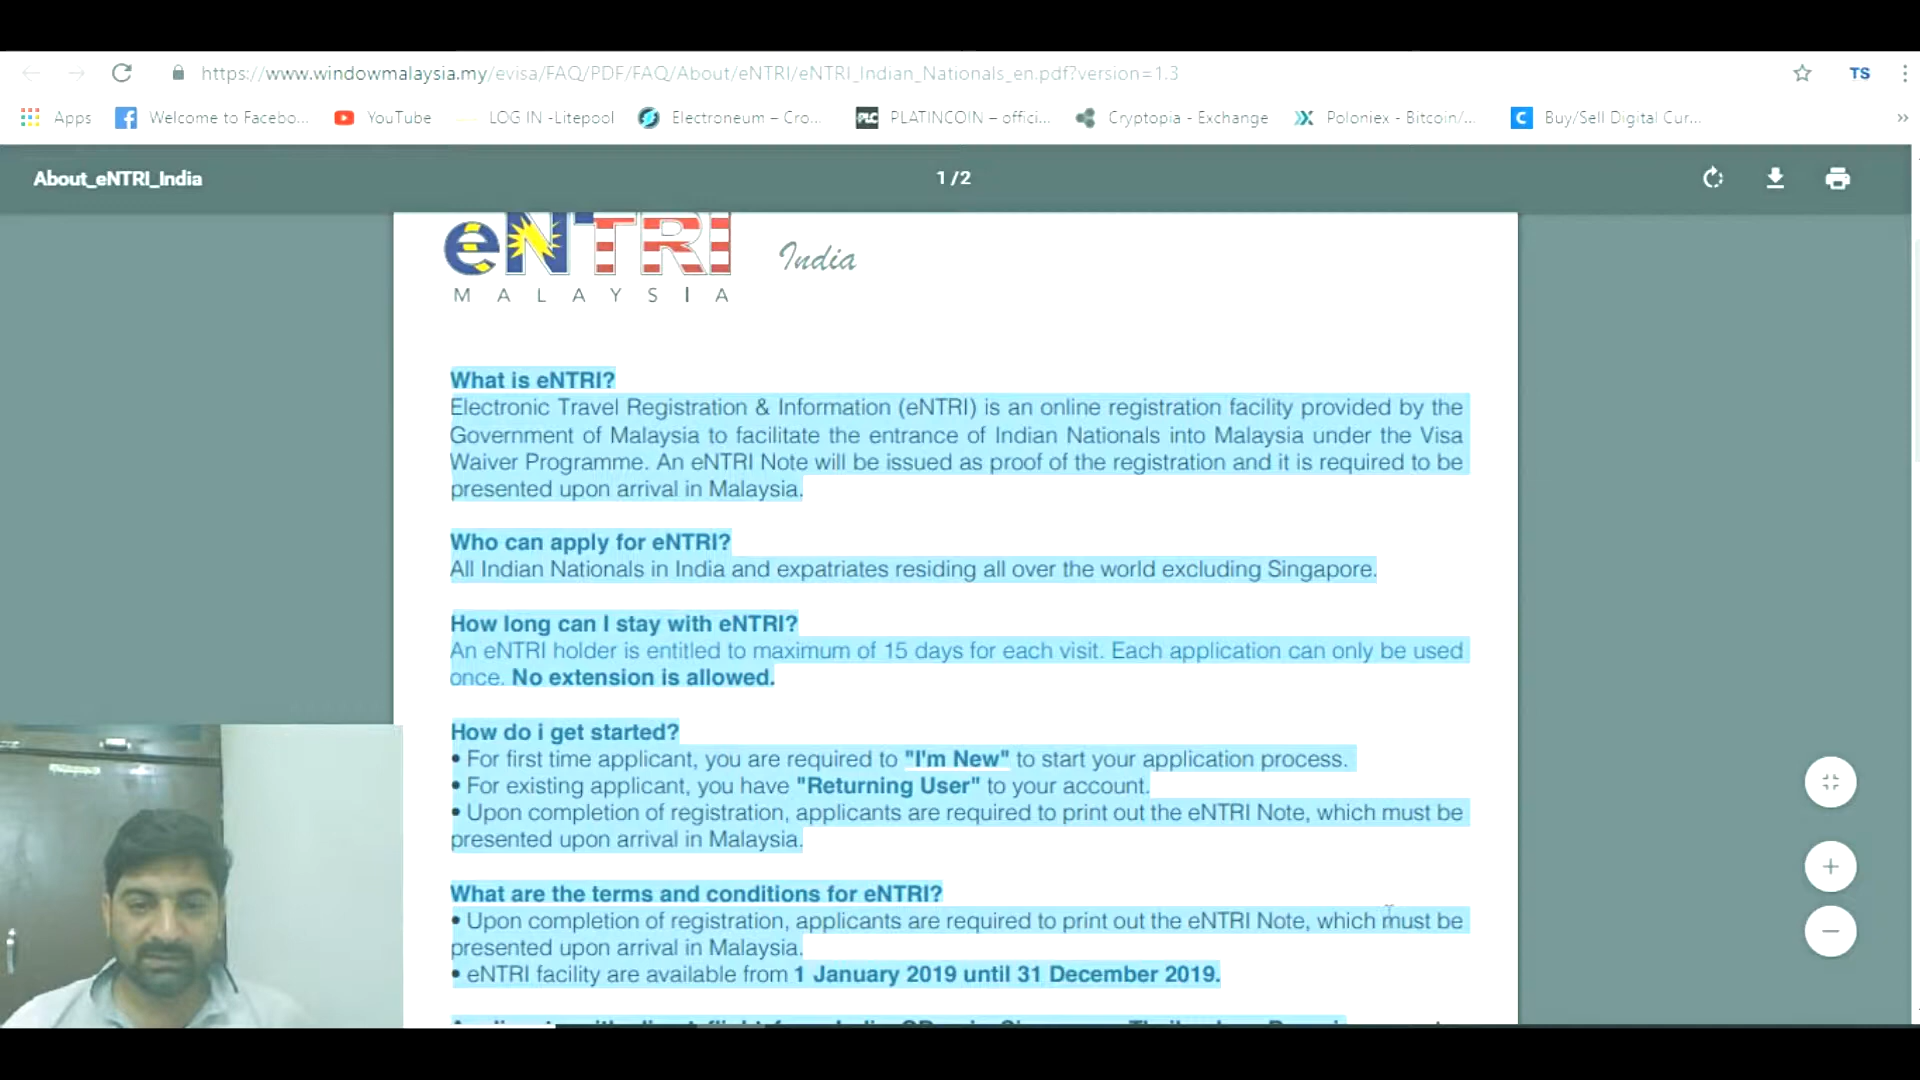 https://www.windowmalaysia.my/evisa/FAQ/PDF/FAQ/About/eNTRI/eNTRI_Indian_Nationals_en.pdf?version=1.3
TS
Apps
Welcome to Facebo...
YouTube
LOG IN -Litepool
Electroneum – Cro...
PLC
PLATINCOIN – offici...
Cryptopia - Exchange
Poloniex - Bitcoin/...
C
Buy/Sell Digital Cur...
»
About_eNTRI_India
1 /2
eNTRI
India
MALAYSIA
What is eNTRI?
Electronic Travel Registration & Information (eNTRI) is an online registration facility provided by the
Government of Malaysia to facilitate the entrance of Indian Nationals into Malaysia under the Visa
Waiver Programme. An eNTRI Note will be issued as proof of the registration and it is required to be
presented upon arrival in Malaysia.
Who can apply for eNTRI?
All Indian Nationals in India and expatriates residing all over the world excluding Singapore.
How long can I stay with eNTRI?
An eNTRI holder is entitled to maximum of 15 days for each visit. Each application can only be used
once. No extension is allowed.
How do i get started?
• For first time applicant, you are required to "I'm New" to start your application process.
• For existing applicant, you have "Returning User" to your account.
• Upon completion of registration, applicants are required to print out the eNTRI Note, which must be
presented upon arrival in Malaysia.
What are the terms and conditions for eNTRI?
• Upon completion of registration, applicants are required to print out the eNTRI Note, which must be
presented upon arrival in Malaysia.
• eNTRI facility are available from 1 January 2019 until 31 December 2019.